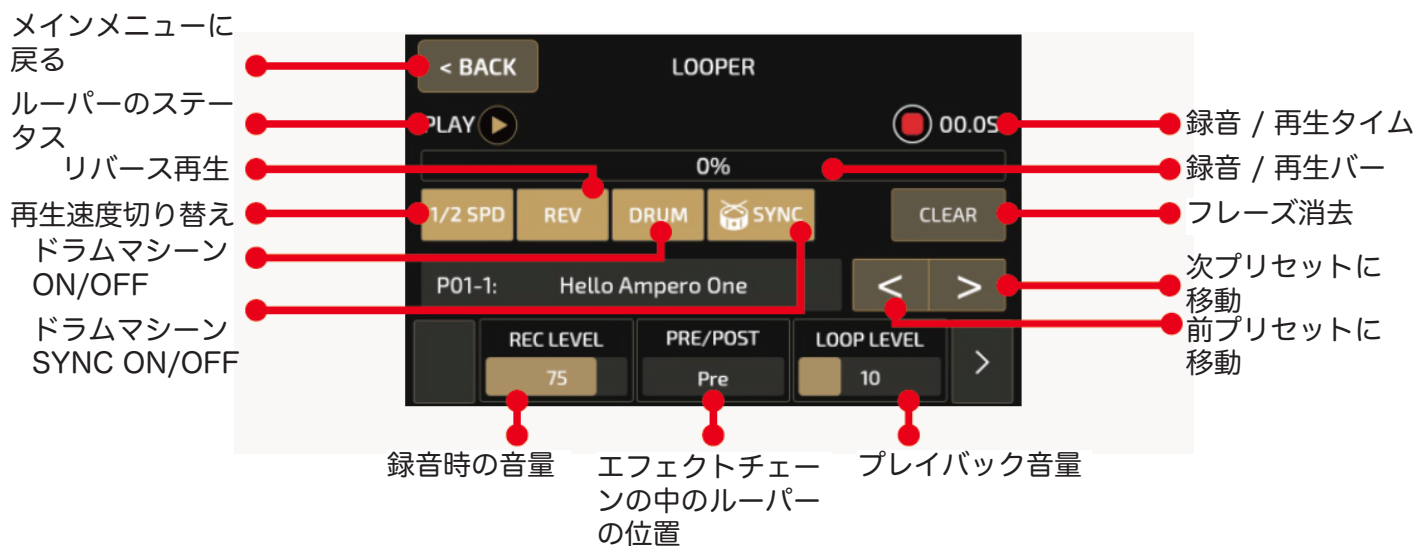 メインメニューに
戻る
ルーパーのステー
タス
リバース再生
再生速度切り替え
ドラムマシーン
ON/OFF
ドラムマシーン
SYNC ON/OFF
< BACK
LOOPER
PLAY
00.0S
0%
1/2 SPD
REV
DRUM
SYNC
CLEAR
P01-1:
Hello Ampero One
<
>
REC LEVEL
PRE/POST
LOOP LEVEL
75
Pre
10
>
録音 / 再生タイム
録音 / 再生バー
フレーズ消去
次プリセットに
移動
前プリセットに
移動
録音時の音量
エフェクトチェー
ンの中のルーパー
の位置
プレイバック音量